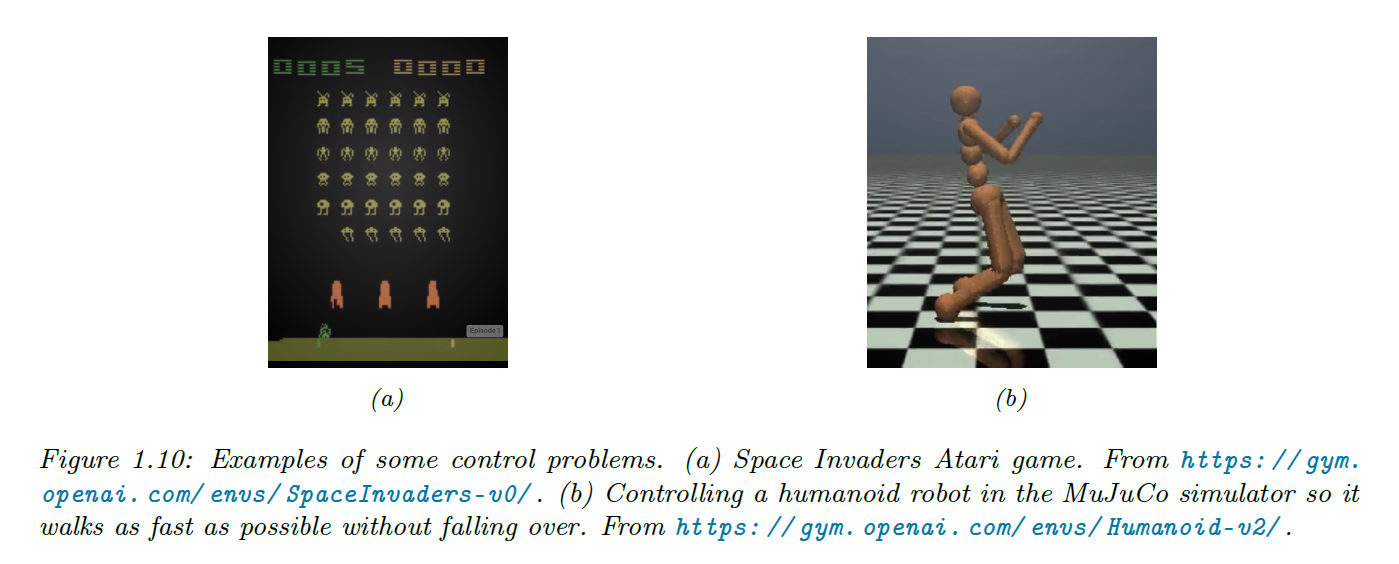 0005 0000
Episode 1
(a)
(b)
Figure 1.10: Examples of some control problems. (a) Space Invaders Atari game. From https://gym.
openai.com/envs/SpaceInvaders-v0/. (b) Controlling a humanoid robot in the MuJuCo simulator so it
walks as fast as possible without falling over. From https://gym.openai.com/envs/Humanoid-v2/.